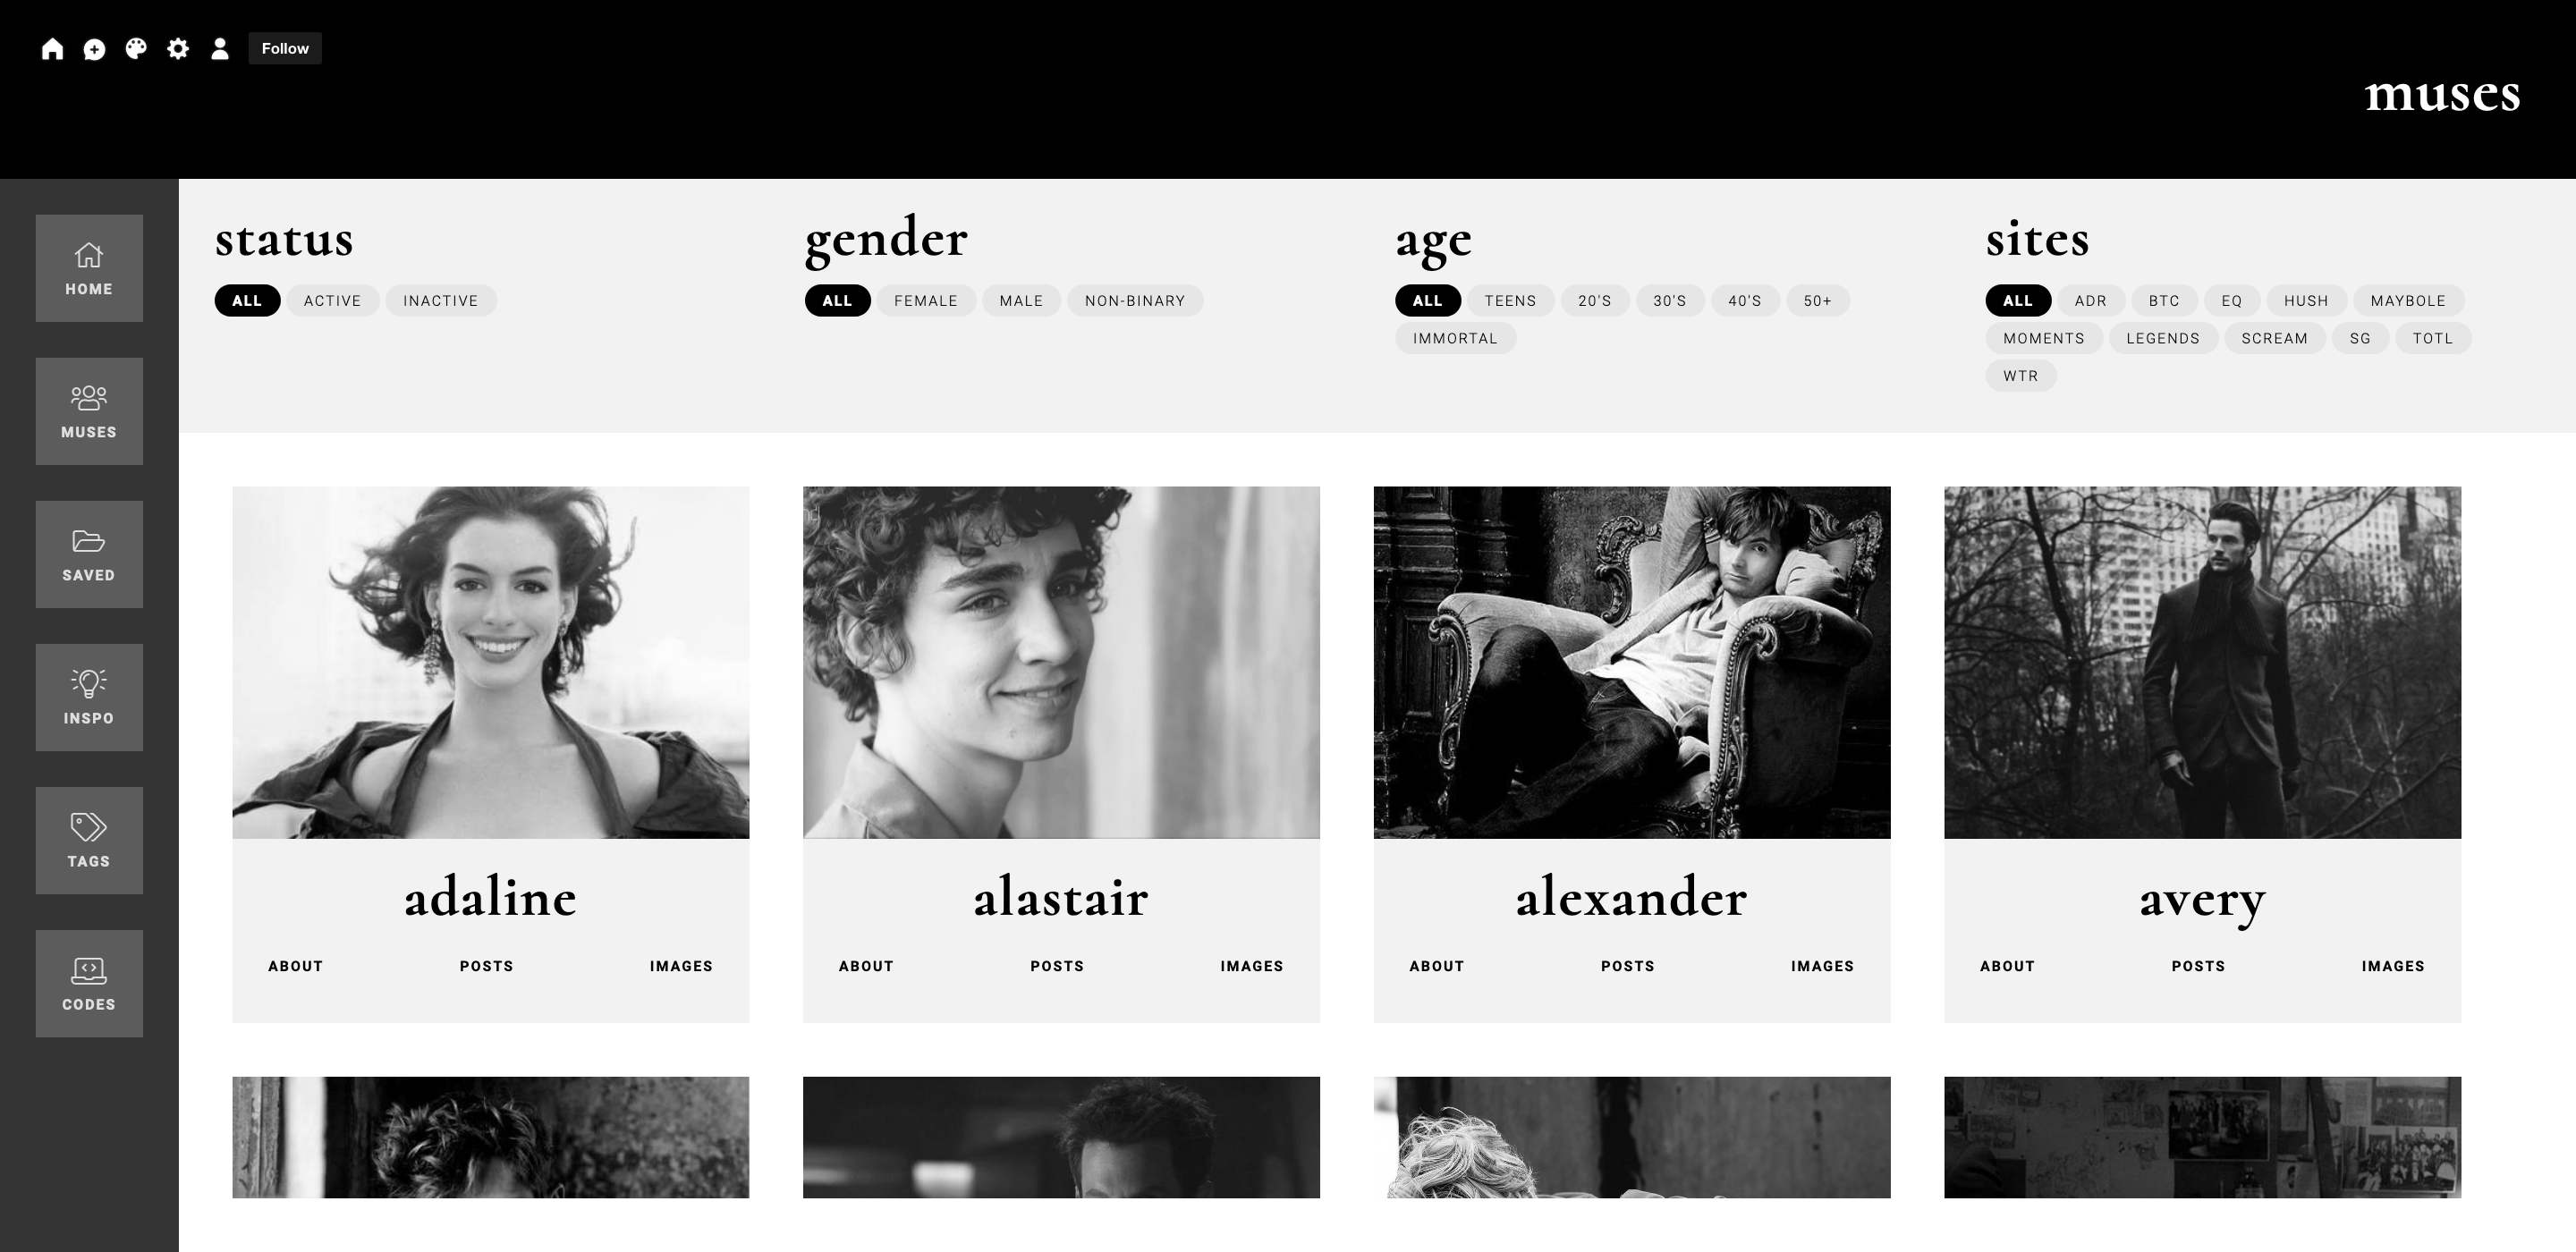 Follow
muses
HOME
MUSES
SAVED
INSPO
TAGS
CODES
status
ALL ACTIVE INACTIVE
gender
ALL FEMALE MALE NON-BINARY
age
ALL TEENS 20'S 30'S 40'S 50+
IMMORTAL
sites
ALL ADR BTC EQ HUSH MAYBOLE
MOMENTS LEGENDS SCREAM SG TOTL
WTR
adaline
ABOUT POSTS IMAGES
alastair
ABOUT POSTS IMAGES
alexander
ABOUT POSTS IMAGES
avery
ABOUT POSTS IMAGES